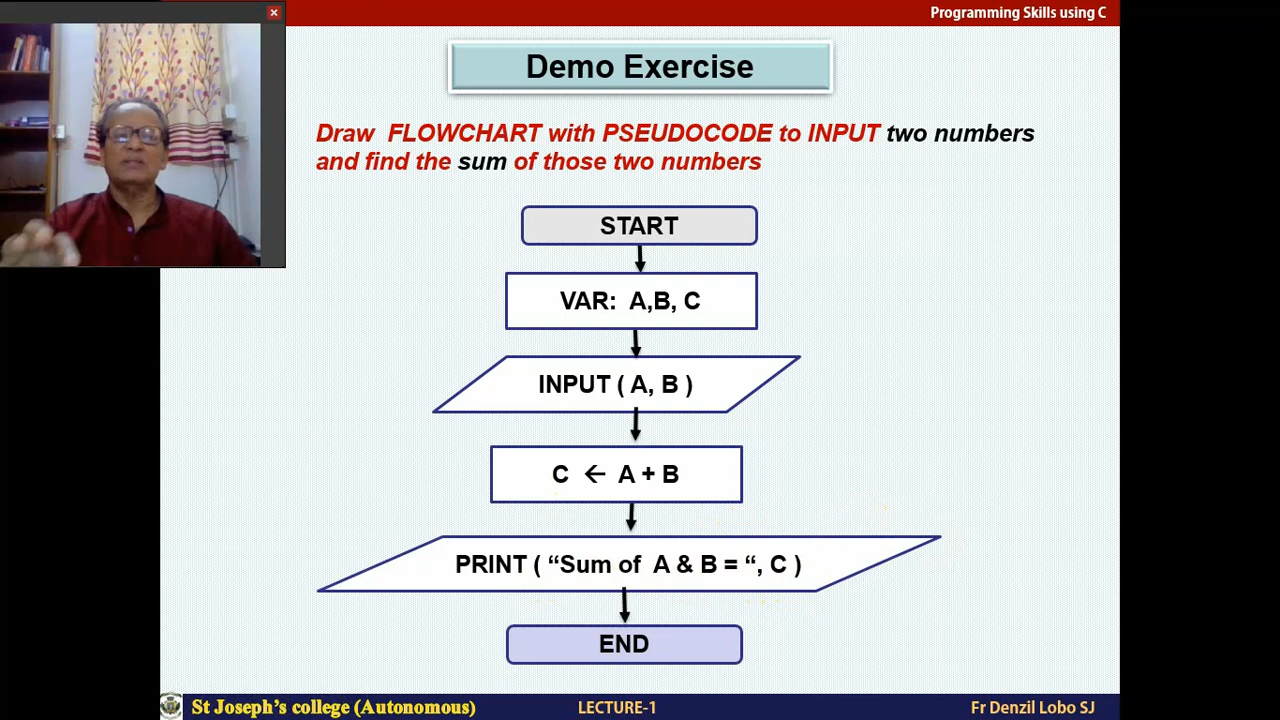 Programming Skills using C
Demo Exercise
Draw FLOWCHART with PSEUDOCODE to INPUT two numbers
and find the sum of those two numbers
START
VAR: A,B, C
INPUT ( A, B )
C ← A + B
PRINT ( “Sum of A & B = “, C )
END
St Joseph's college (Autonomous)
LECTURE-1
Fr Denzil Lobo SJ